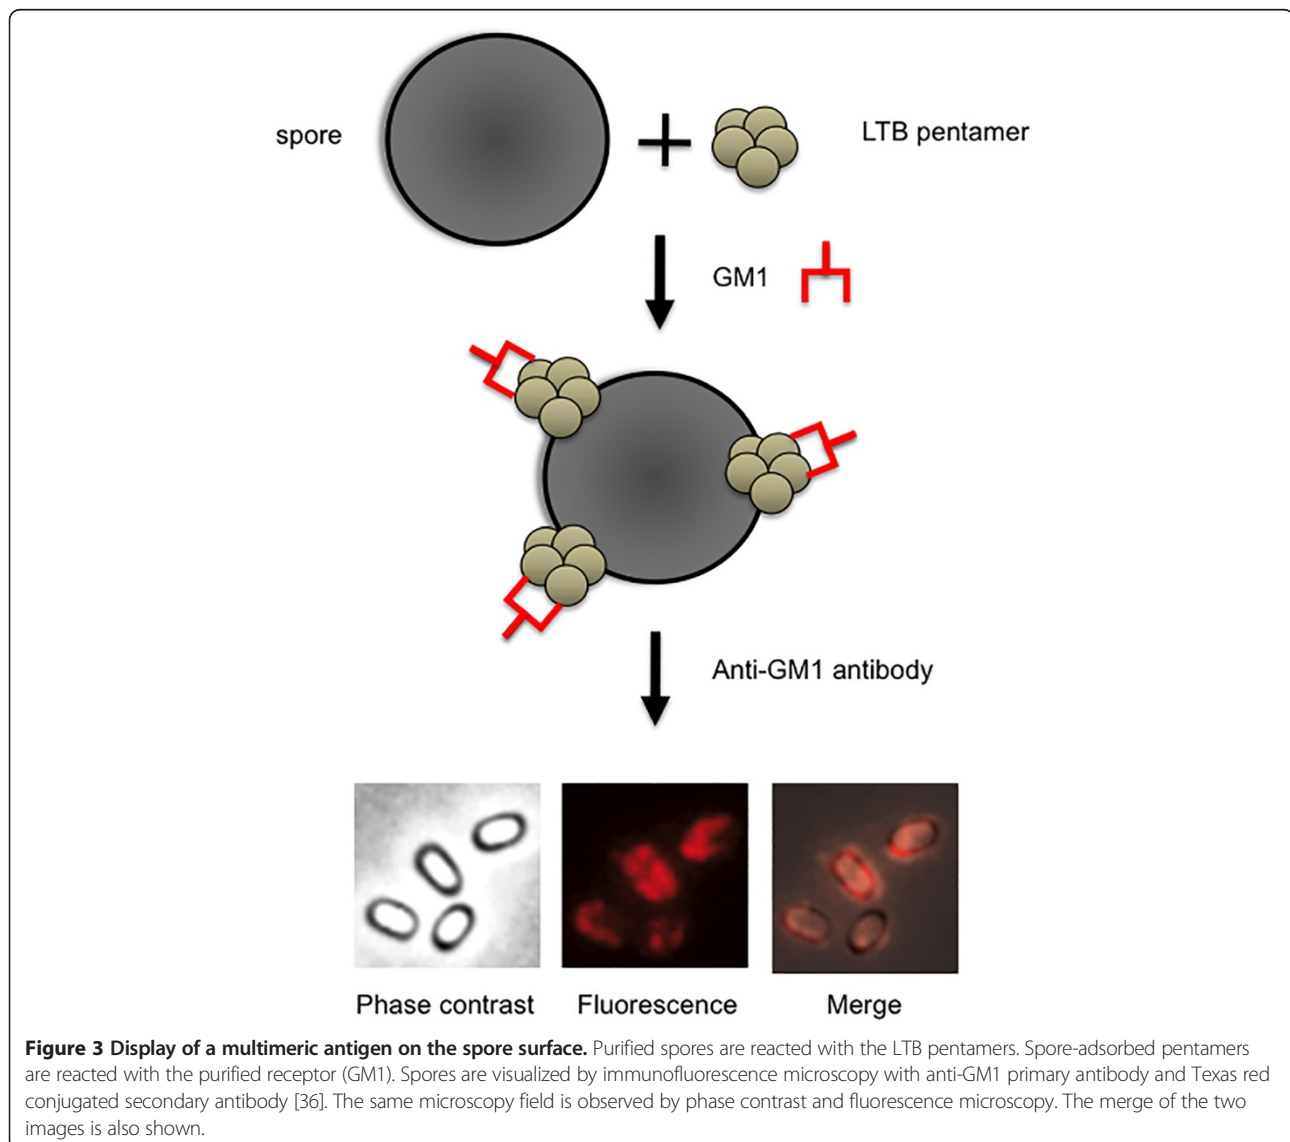 spore
LTB pentamer
GM1
Anti-GM1 antibody
Phase contrast Fluorescence Merge
Figure 3 Display of a multimeric antigen on the spore surface. Purified spores are reacted with the LTB pentamers. Spore-adsorbed pentamers
are reacted with the purified receptor (GM1). Spores are visualized by immunofluorescence microscopy with anti-GM1 primary antibody and Texas red
conjugated secondary antibody [36]. The same microscopy field is observed by phase contrast and fluorescence microscopy. The merge of the two
images is also shown.